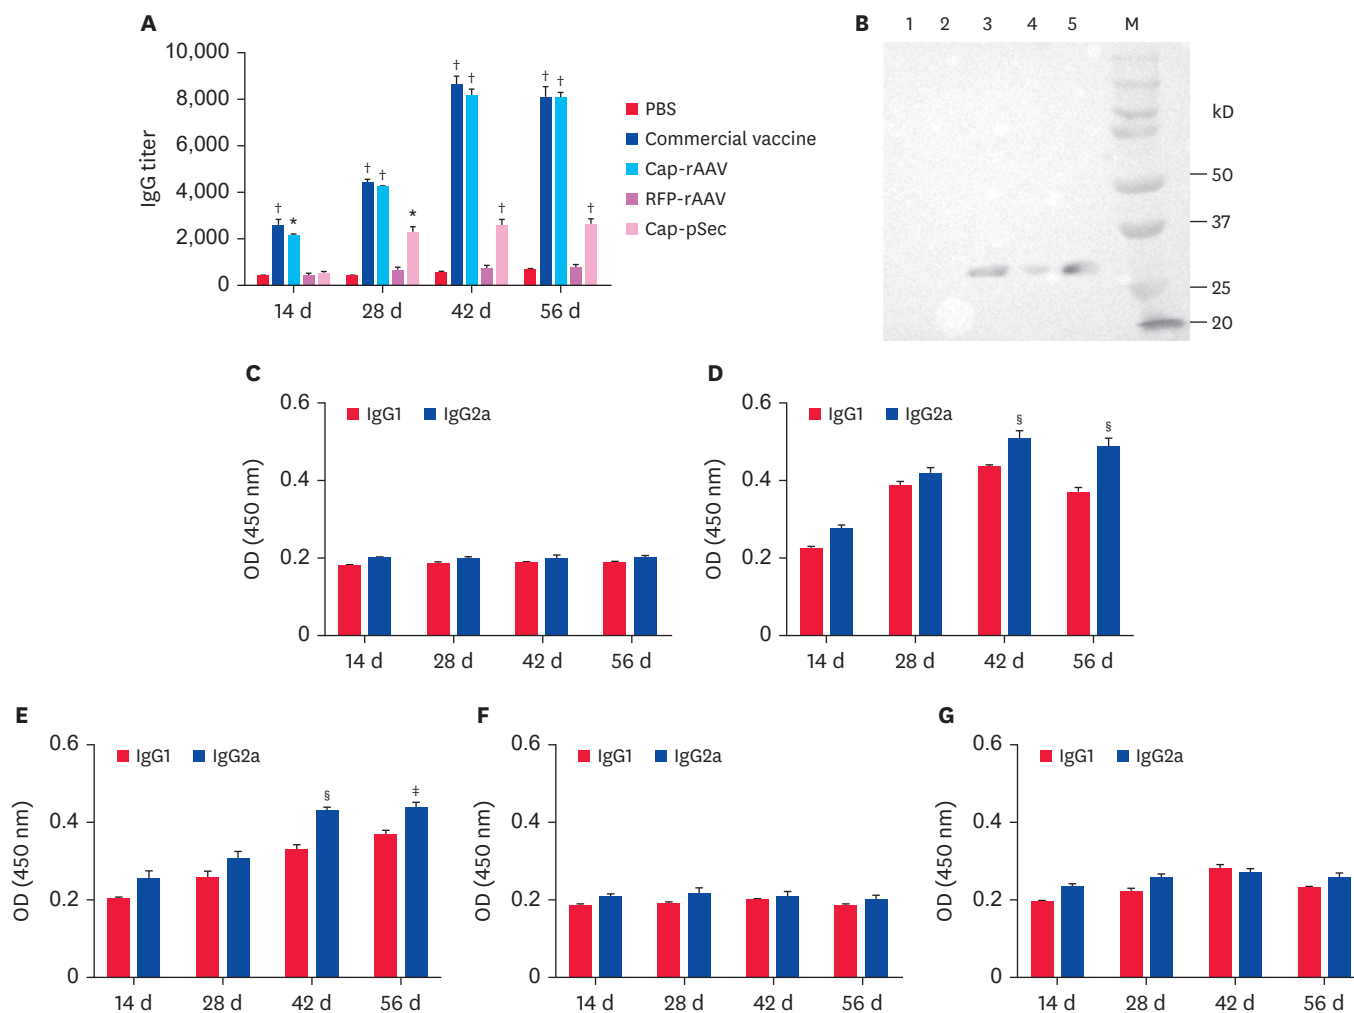 A
10,000
8,000
6,000
4,000
2,000
0
IgG titer
† * † † * † † † † † †
14 d 28 d 42 d 56 d
PBS
Commercial vaccine
Cap-rAAV
RFP-rAAV
Cap-pSec
B
1 2 3 4 5 M
kD
50
37
25
20
C
0.6
0.4
0.2
0
OD (450 nm)
IgG1 IgG2a
14 d 28 d 42 d 56 d
D
0.6
0.4
0.2
0
OD (450 nm)
IgG1 IgG2a
§ §
14 d 28 d 42 d 56 d
E
0.6
0.4
0.2
0
OD (450 nm)
IgG1 IgG2a
§ ‡
14 d 28 d 42 d 56 d
F
0.6
0.4
0.2
0
OD (450 nm)
IgG1 IgG2a
14 d 28 d 42 d 56 d
G
0.6
0.4
0.2
0
OD (450 nm)
IgG1 IgG2a
14 d 28 d 42 d 56 d